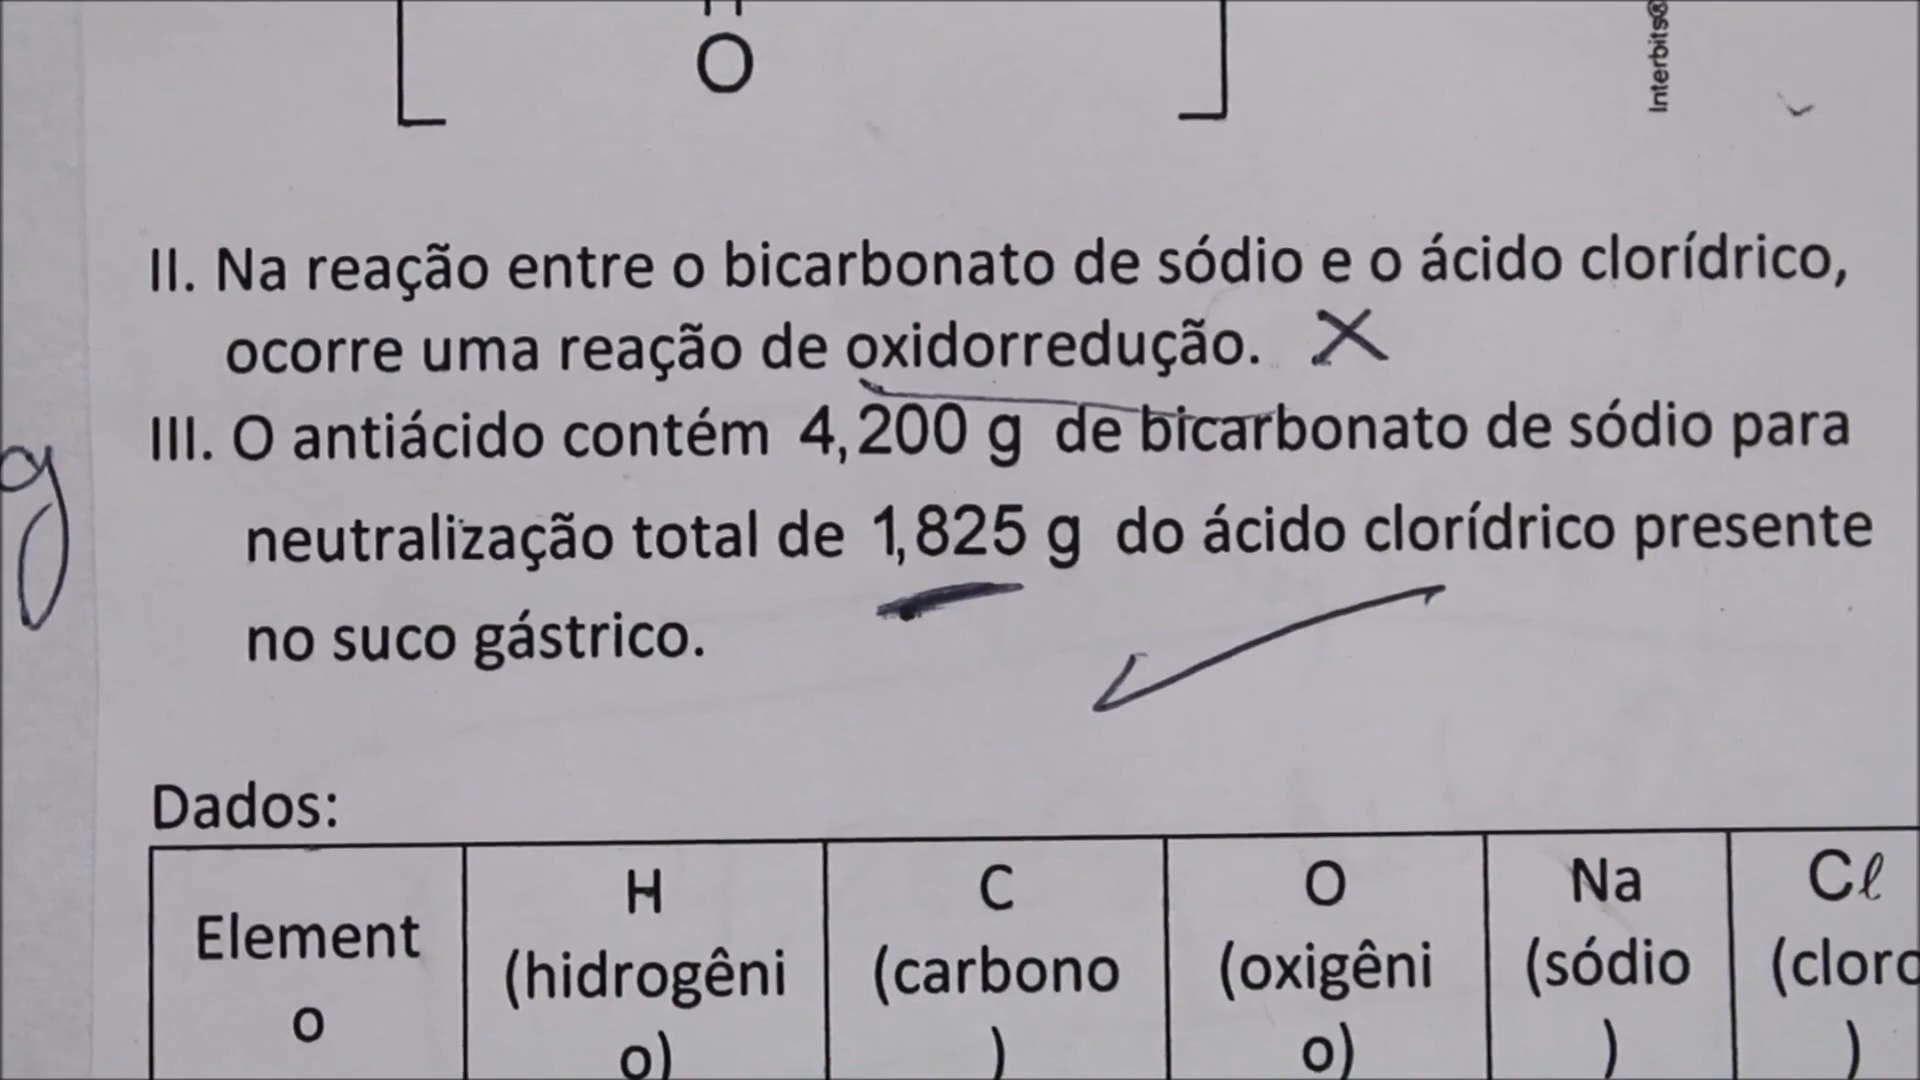 O
Interbits®
II. Na reação entre o bicarbonato de sódio e o ácido clorídrico,
ocorre uma reação de oxidorredução. X
III. O antiácido contém 4,200 g de bicarbonato de sódio para
neutralização total de 1,825 g do ácido clorídrico presente
no suco gástrico.
g
Dados:
Element
o
H
(hidrogêni
o)
C
(carbono
)
O
(oxigêni
o)
Na
(sódio
)
Cℓ
(cloro
)